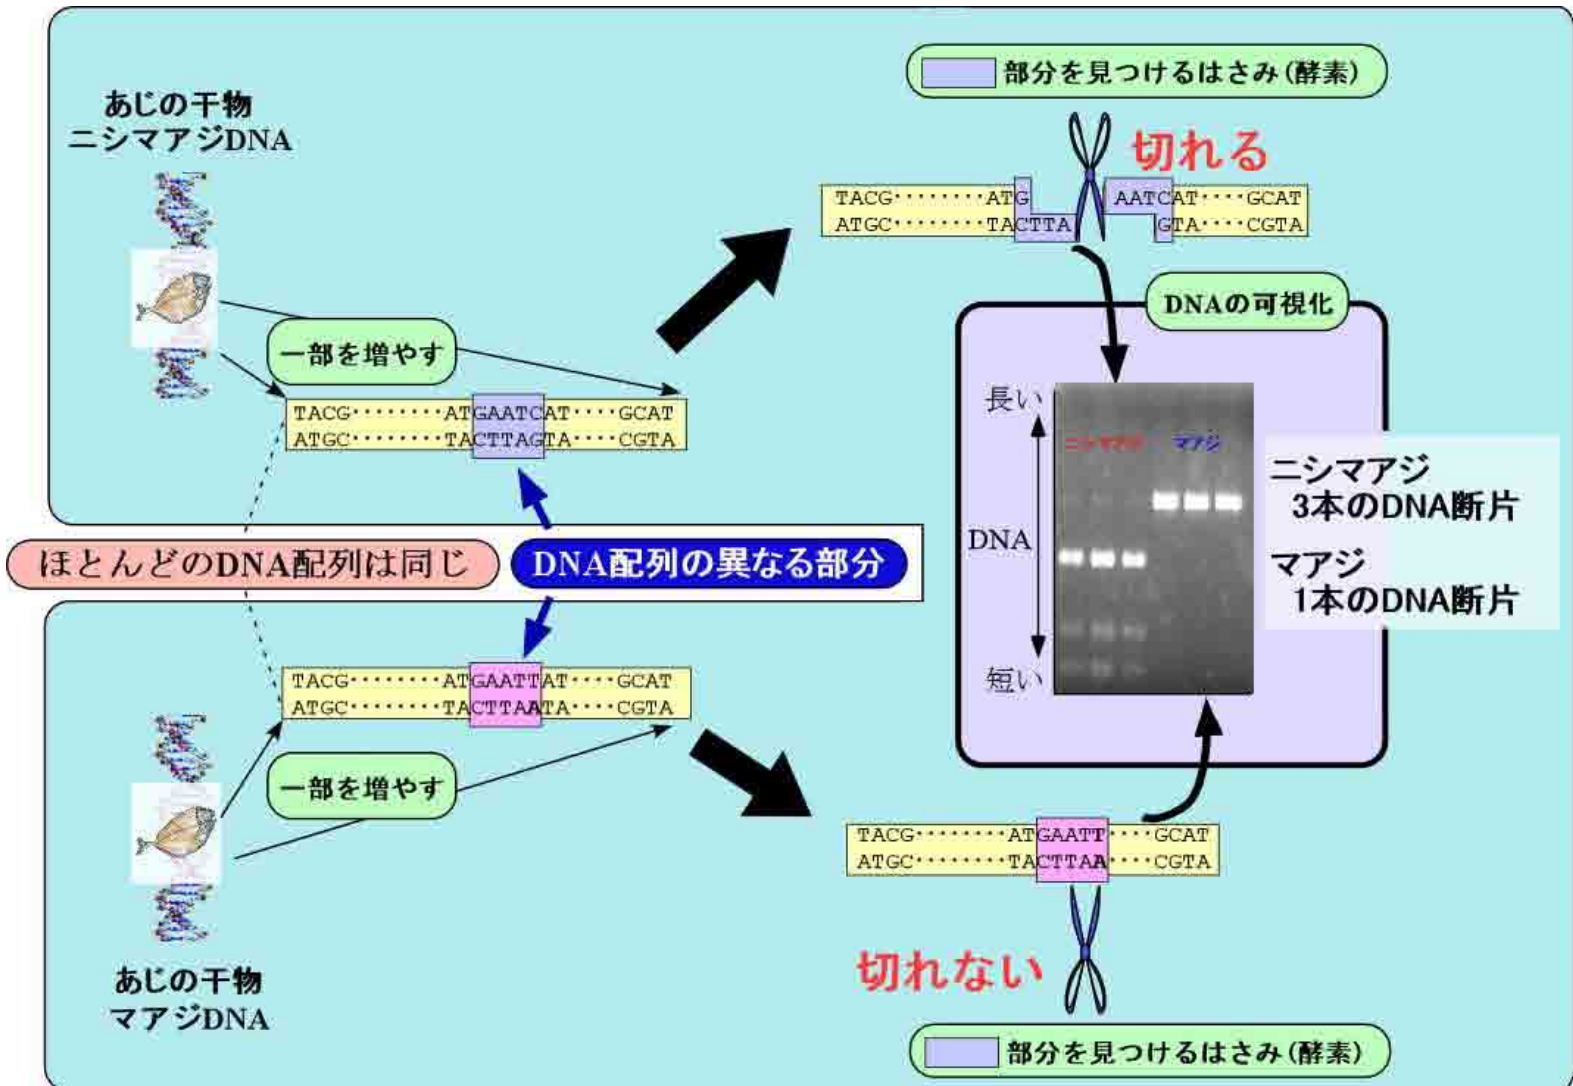 あじの干物
ニシマアジDNA
一部を増やす
TACG········ATGAATCAT····GCAT
ATGC········TACTTAGTA····CGTA
部分を見つけるはさみ(酵素)
切れる
TACG········ATG AATCAT····GCAT
ATGC········TACTTA GTA····CGTA
DNAの可視化
長い
DNA
短い
ニシマアジ
マアジ
ニシマアジ
3本のDNA断片
マアジ
1本のDNA断片
ほとんどのDNA配列は同じ
DNA配列の異なる部分
TACG········ATGAATTAT····GCAT
ATGC········TACTTAATA····CGTA
一部を増やす
あじの干物
マアジDNA
TACG········ATGAATT····GCAT
ATGC········TACTTAA····CGTA
切れない
部分を見つけるはさみ(酵素)